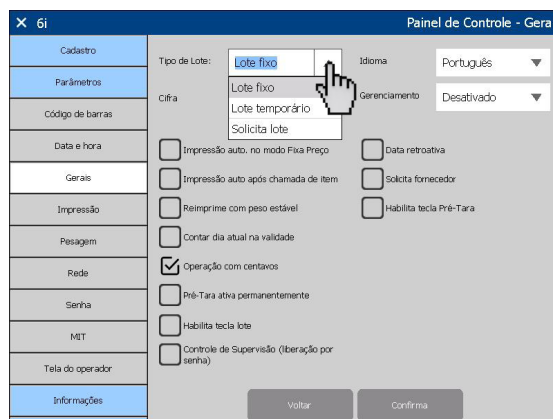 6i
Painel de Controle - Gera
Cadastro
Parâmetros
Código de barras
Data e hora
Gerais
Impressão
Pesagem
Rede
Senha
MIT
Tela do operador
Informações
Tipo de Lote:
Lote fixo
Lote fixo
Lote temporário
Solicita lote
Idioma
Português
Cifra
Gerenciamento
Desativado
Impressão auto. no modo Fixa Preço
Data retroativa
Impressão auto após chamada de item
Solicita fornecedor
Reimprime com peso estável
Habilita tecla Pré-Tara
Contar dia atual na validade
Operação com centavos
Pré-Tara ativa permanentemente
Habilita tecla lote
Controle de Supervisão (liberação por
senha)
Voltar
Confirma